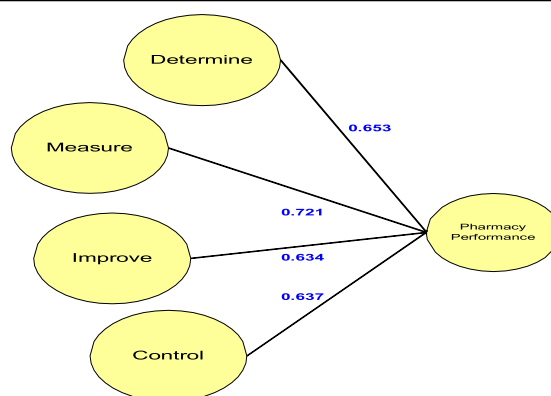 Determine
0.653
Measure
0.721
Pharmacy
Performance
Improve
0.634
0.637
Control